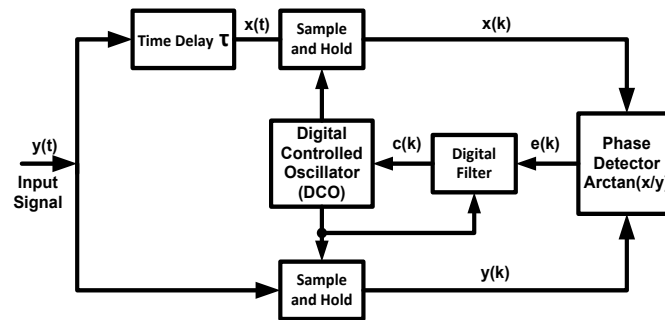 Time Delay τ
x(t)
Sample
and Hold
x(k)
y(t)
Input
Signal
Digital
Controlled
Oscillator
(DCO)
c(k)
Digital
Filter
e(k)
Phase
Detector
Arctan(x/y)
Sample
and Hold
y(k)